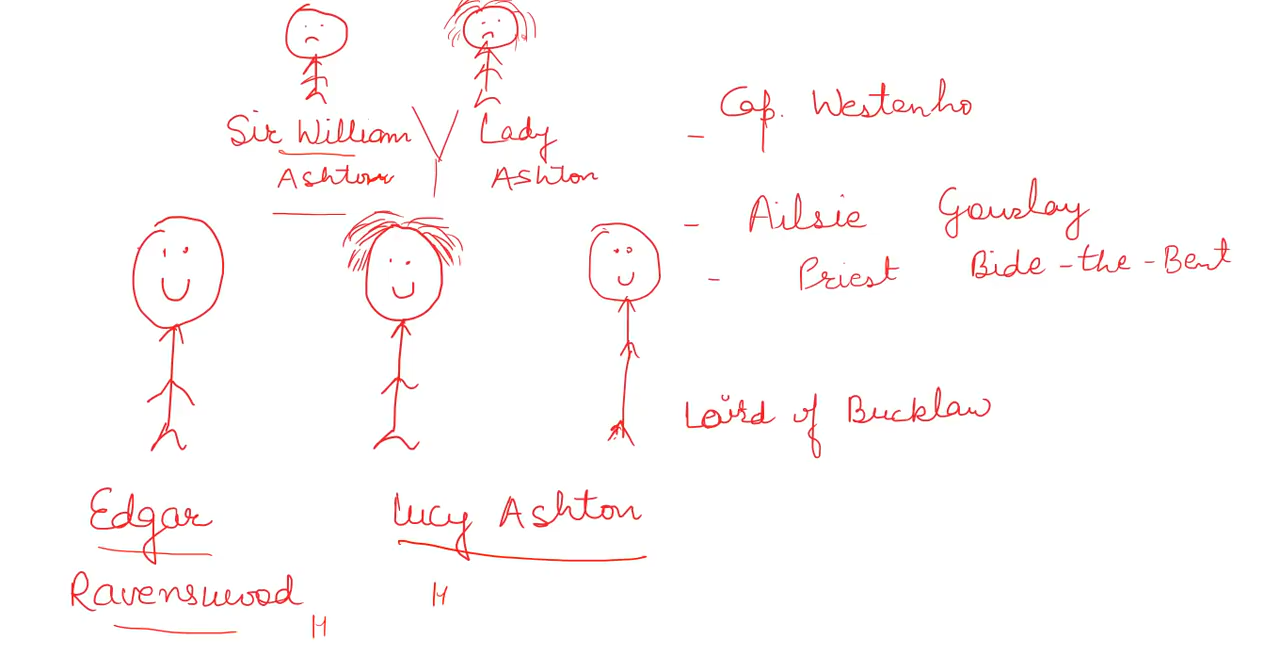 - Cap. Westenho
Sir William
Ashton
Lady
Ashton
- Ailsie Gourlay
- Priest Bide-the-Bent
Laird of Bucklaw
Edgar
Ravenswood
H
Lucy Ashton
H